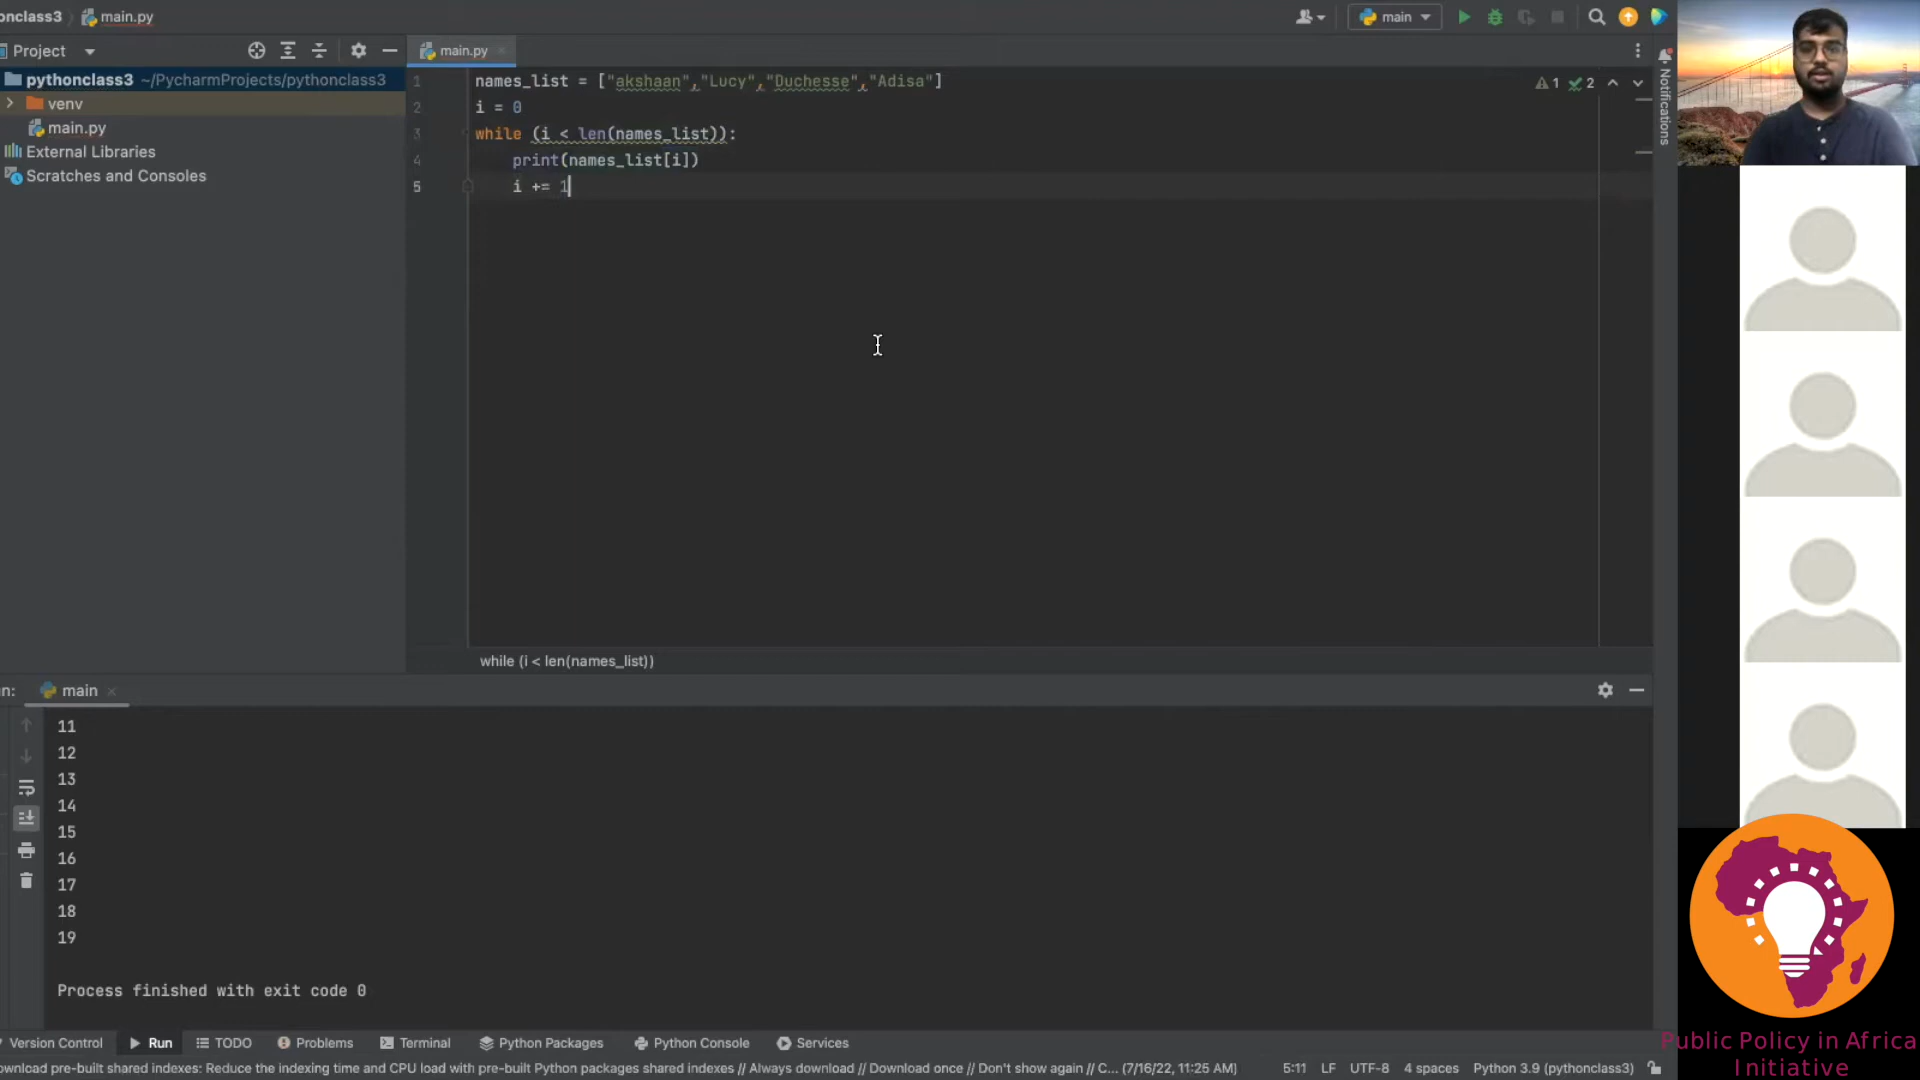 onclass3 main.py
main
Project
main.py
pythonclass3 ~/PycharmProjects/pythonclass3
venv
main.py
External Libraries
Scratches and Consoles
1 names_list = ["akshaan","Lucy","Duchesse","Adisa"]
2 i = 0
3 while (i < len(names_list)):
4 print(names_list[i])
5 i += 1
1 2
Notifications
while (i < len(names_list))
n: main
11
12
13
14
15
16
17
18
19
Process finished with exit code 0
Version Control Run TODO Problems Terminal Python Packages Python Console Services
ownload pre-built shared indexes: Reduce the indexing time and CPU load with pre-built Python packages shared indexes // Always download // Download once // Don't show again // C... (7/16/22, 11:25 AM) 5:11 LF UTF-8 4 spaces Python 3.9 (pythonclass3)
Public Policy in Africa
Initiative